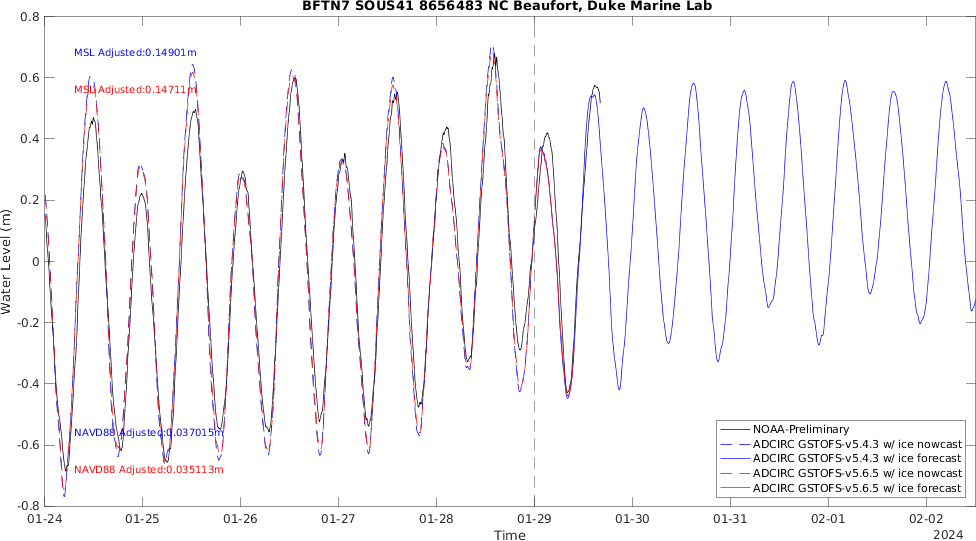 BFTN7 SOUS41 8656483 NC Beaufort, Duke Marine Lab
0.8
0.6
0.4
0.2
0
-0.2
-0.4
-0.6
-0.8
Water Level (m)
MSL Adjusted:0.14901m
MSL Adjusted:0.14711m
NAVD88 Adjusted:0.037015m
NAVD88 Adjusted:0.035113m
NOAA-Preliminary
ADCIRC GSTOFS-v5.4.3 w/ ice nowcast
ADCIRC GSTOFS-v5.4.3 w/ ice forecast
ADCIRC GSTOFS-v5.6.5 w/ ice nowcast
ADCIRC GSTOFS-v5.6.5 w/ ice forecast
01-24 01-25 01-26 01-27 01-28 01-29 01-30 01-31 02-01 02-02
Time
2024